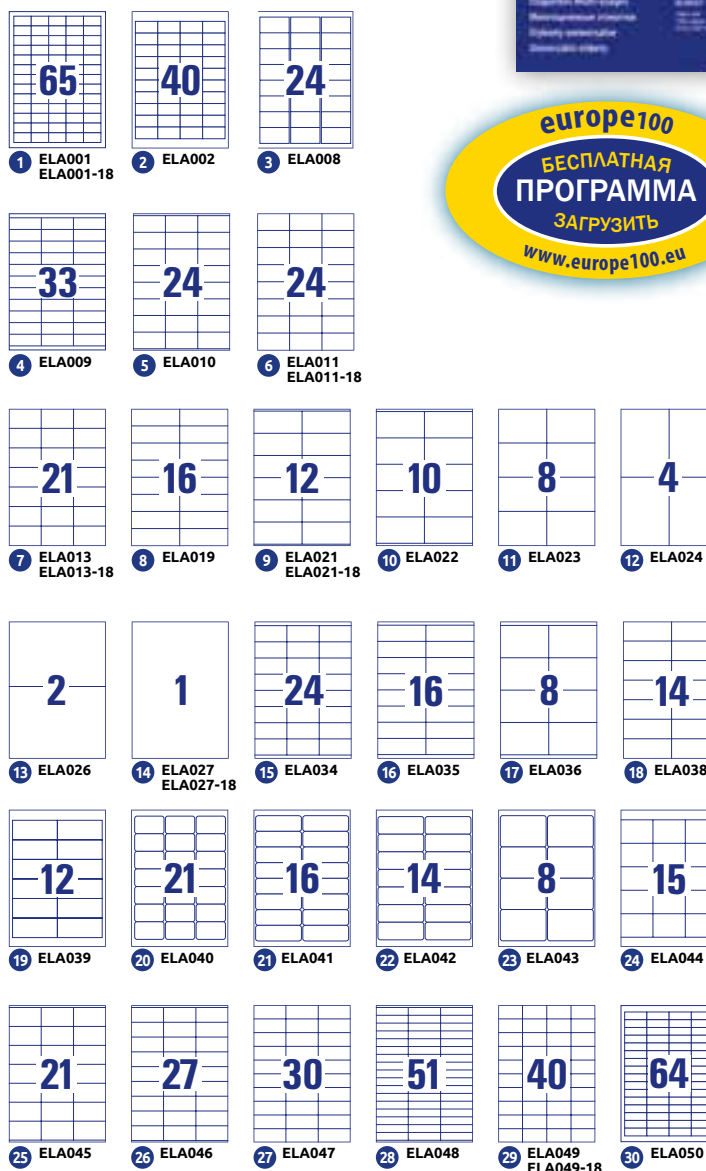 65
1 ELA001
ELA001-18
40
2 ELA002
24
3 ELA008
europe100
БЕСПЛАТНАЯ
ПРОГРАММА
ЗАГРУЗИТЬ
www.europe100.eu
33
4 ELA009
24
5 ELA010
24
6 ELA011
ELA011-18
21
7 ELA013
ELA013-18
16
8 ELA019
12
9 ELA021
ELA021-18
10
10 ELA022
8
11 ELA023
4
12 ELA024
2
13 ELA026
1
14 ELA027
ELA027-18
24
15 ELA034
16
16 ELA035
8
17 ELA036
14
18 ELA038
12
19 ELA039
21
20 ELA040
16
21 ELA041
14
22 ELA042
8
23 ELA043
15
24 ELA044
21
25 ELA045
27
26 ELA046
30
27 ELA047
51
28 ELA048
40
29 ELA049
ELA049-18
64
30 ELA050